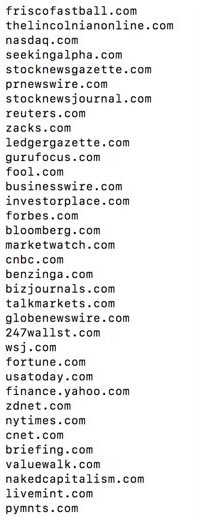 friscofastball.com
thelincolnianonline.com
nasdaq.com
seekingalpha.com
stocknewsgazette.com
prnewswire.com
stocknewsjournal.com
reuters.com
zacks.com
ledgergazette.com
gurufocus.com
fool.com
businesswire.com
investorplace.com
forbes.com
bloomberg.com
marketwatch.com
cnbc.com
benzinga.com
bizjournals.com
talkmarkets.com
globenewswire.com
247wallst.com
wsj.com
fortune.com
usatoday.com
finance.yahoo.com
zdnet.com
nytimes.com
cnet.com
briefing.com
valuewalk.com
nakedcapitalism.com
livemint.com
pymnts.com